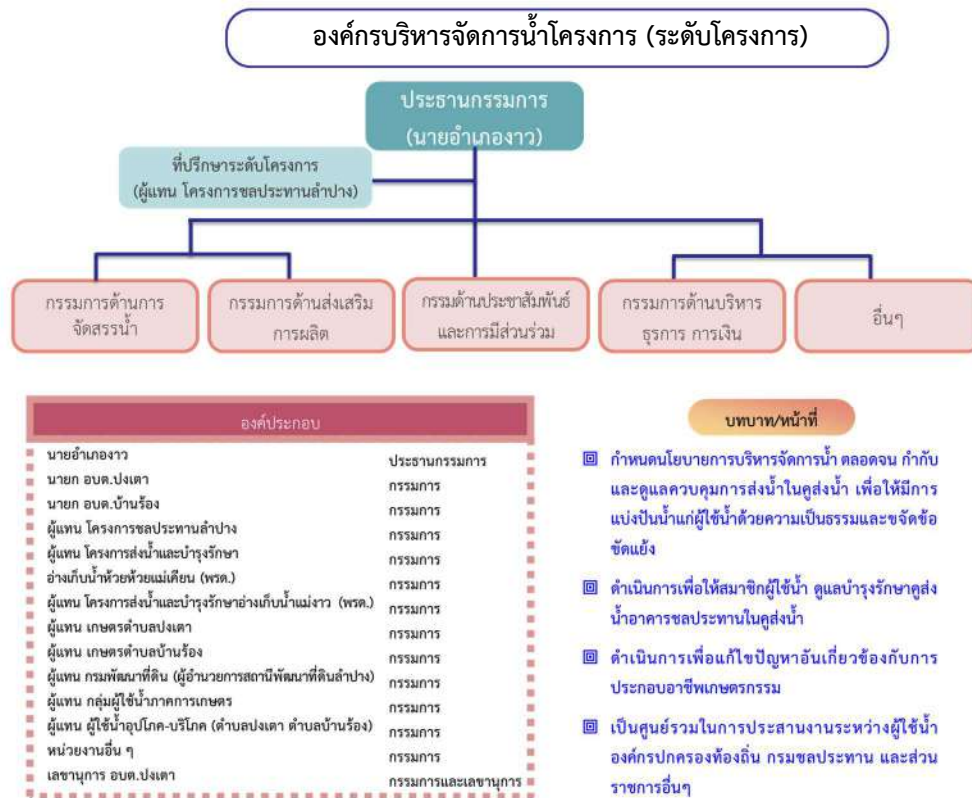 องค์กรบริหารจัดการน้ำโครงการ (ระดับโครงการ)
ประธานกรรมการ
(นายอำเภองาว)
ที่ปรึกษาระดับโครงการ
(ผู้แทน โครงการชลประทานลำปาง)
กรรมการด้านการ
จัดสรรน้ำ
กรรมการด้านส่งเสริม
การผลิต
กรรมด้านประชาสัมพันธ์
และการมีส่วนร่วม
กรรมการด้านบริหาร
ธุรการ การเงิน
อื่นๆ
องค์ประกอบ
นายอำเภองาว ประธานกรรมการ
นายก อบต.ปงเตา กรรมการ
นายก อบต.บ้านร้อง กรรมการ
ผู้แทน โครงการชลประทานลำปาง กรรมการ
ผู้แทน โครงการส่งน้ำและบำรุงรักษา กรรมการ
อ่างเก็บน้ำห้วยห้วยแม่เคียน (พรด.) กรรมการ
ผู้แทน โครงการส่งน้ำและบำรุงรักษาอ่างเก็บน้ำแม่งาว (พรด.) กรรมการ
ผู้แทน เกษตรตำบลปงเตา กรรมการ
ผู้แทน เกษตรตำบลบ้านร้อง กรรมการ
ผู้แทน กรมพัฒนาที่ดิน (ผู้อำนวยการสถานีพัฒนาที่ดินลำปาง) กรรมการ
ผู้แทน กลุ่มผู้ใช้น้ำภาคการเกษตร กรรมการ
ผู้แทน ผู้ใช้น้ำอุปโภค-บริโภค (ตำบลปงเตา ตำบลบ้านร้อง) กรรมการ
หน่วยงานอื่น ๆ กรรมการ
เลขานุการ อบต.ปงเตา กรรมการและเลขานุการ
บทบาท/หน้าที่
กำหนดนโยบายการบริหารจัดการน้ำ ตลอดจน กำกับ
และดูแลควบคุมการส่งน้ำในคูส่งน้ำ เพื่อให้มีการ
แบ่งปันน้ำแก่ผู้ใช้น้ำด้วยความเป็นธรรมและขจัดข้อ
ขัดแย้ง
ดำเนินการเพื่อให้สมาชิกผู้ใช้น้ำ ดูแลบำรุงรักษาคูส่ง
น้ำอาคารชลประทานในคูส่งน้ำ
ดำเนินการเพื่อแก้ไขปัญหาอันเกี่ยวข้องกับการ
ประกอบอาชีพเกษตรกรรม
เป็นศูนย์รวมในการประสานงานระหว่างผู้ใช้น้ำ
องค์กรปกครองท้องถิ่น กรมชลประทาน และส่วน
ราชการอื่นๆ